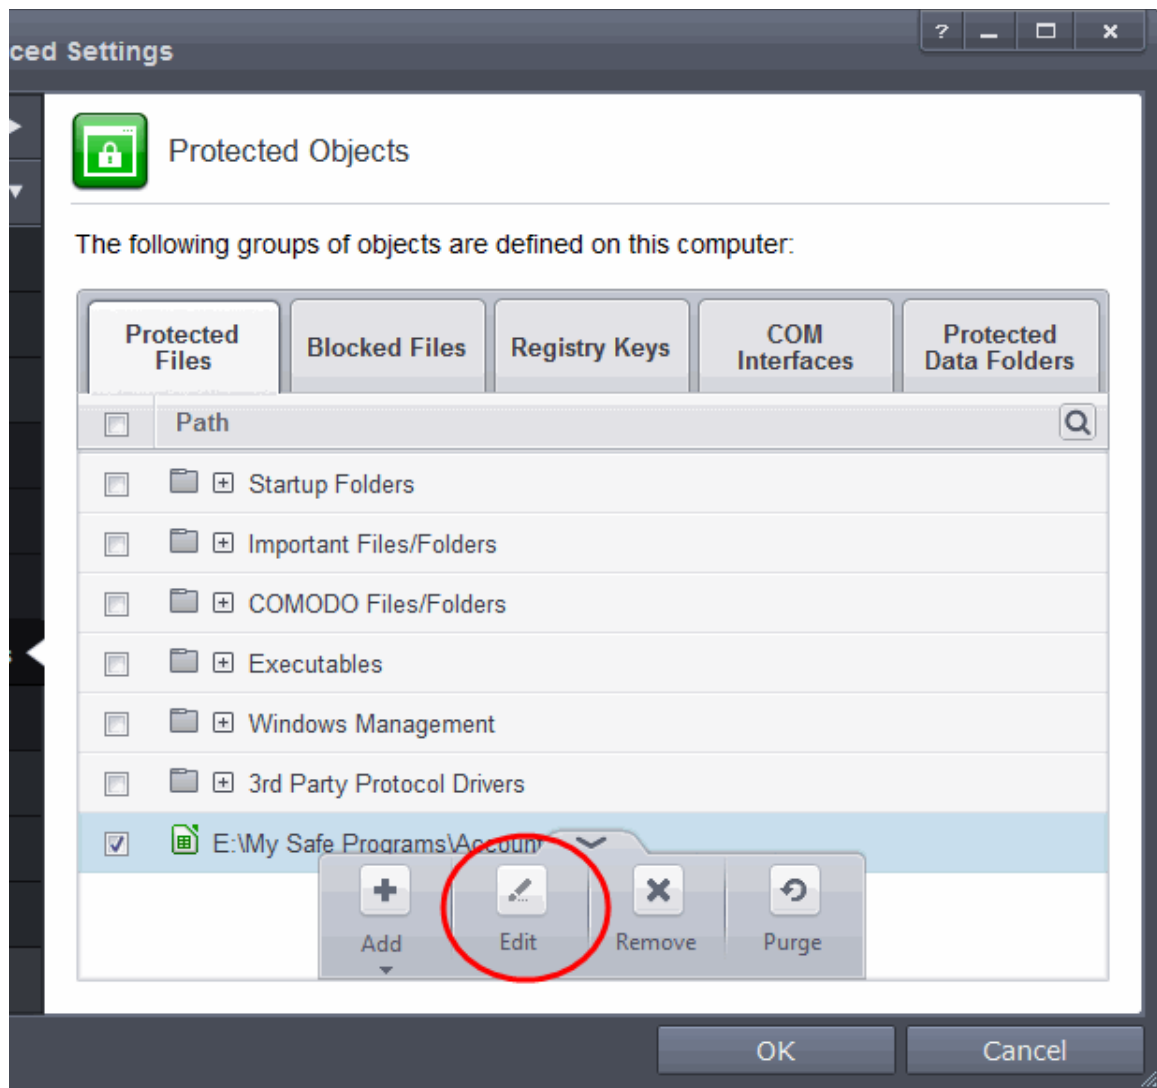 ced Settings
?
Protected Objects
The following groups of objects are defined on this computer:
Protected
Files
Blocked Files
Registry Keys
COM
Interfaces
Protected
Data Folders
Path
Startup Folders
Important Files/Folders
COMODO Files/Folders
Executables
Windows Management
3rd Party Protocol Drivers
E:\My Safe Programs\Account
Add
Edit
Remove
Purge
OK
Cancel